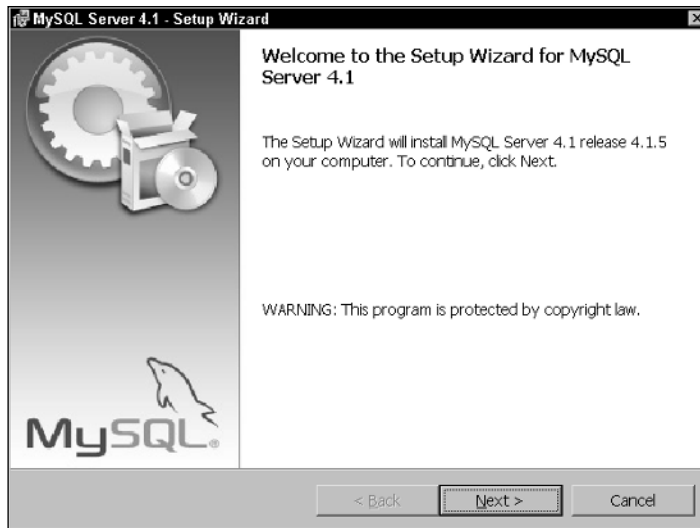 MySQL Server 4.1 - Setup Wizard
Welcome to the Setup Wizard for MySQL
Server 4.1
The Setup Wizard will install MySQL Server 4.1 release 4.1.5
on your computer. To continue, click Next.
WARNING: This program is protected by copyright law.
MySQL®
< Back Next > Cancel